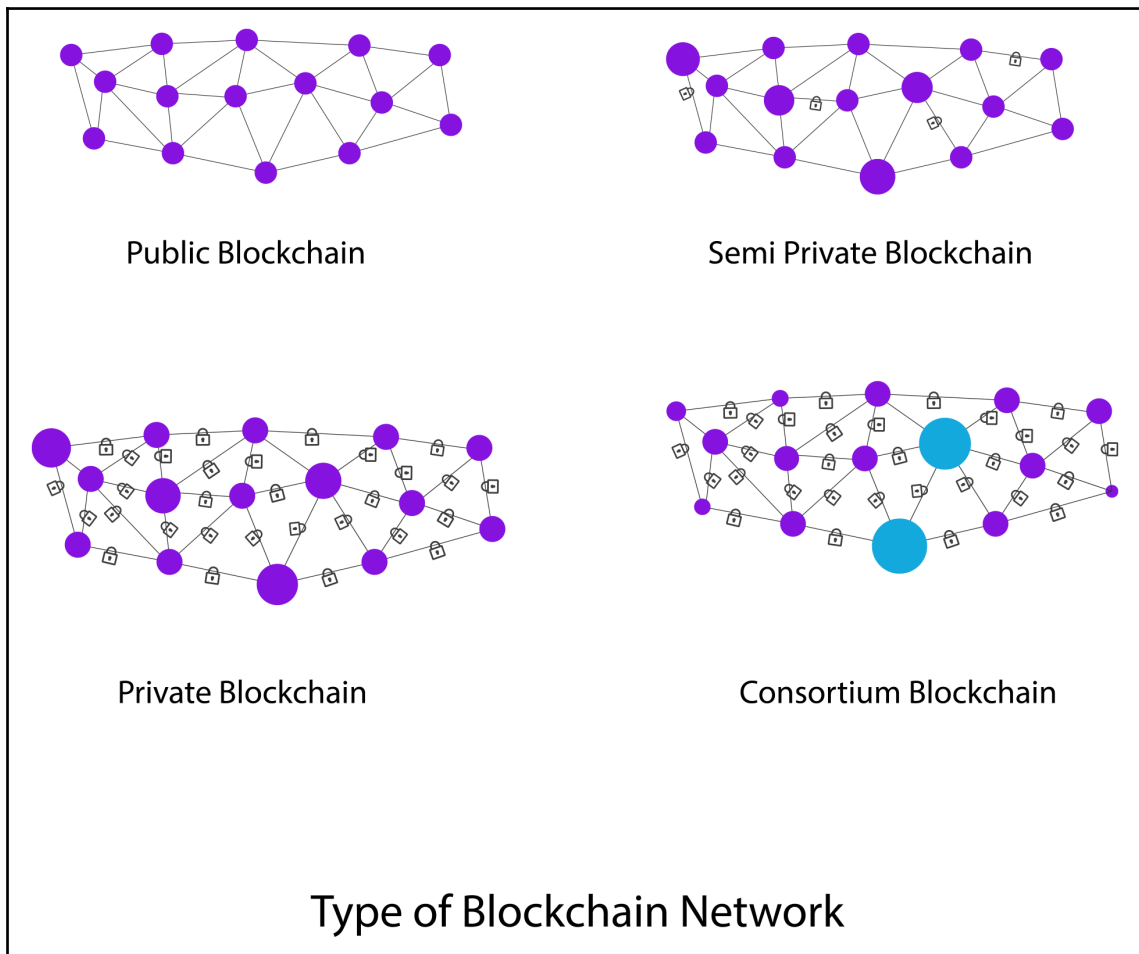 Public Blockchain
Semi Private Blockchain
Private Blockchain
Consortium Blockchain
Type of Blockchain Network